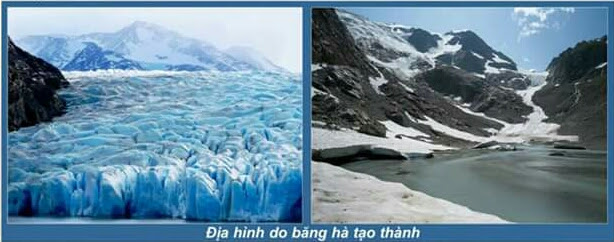 Địa hình do băng hà tạo thành